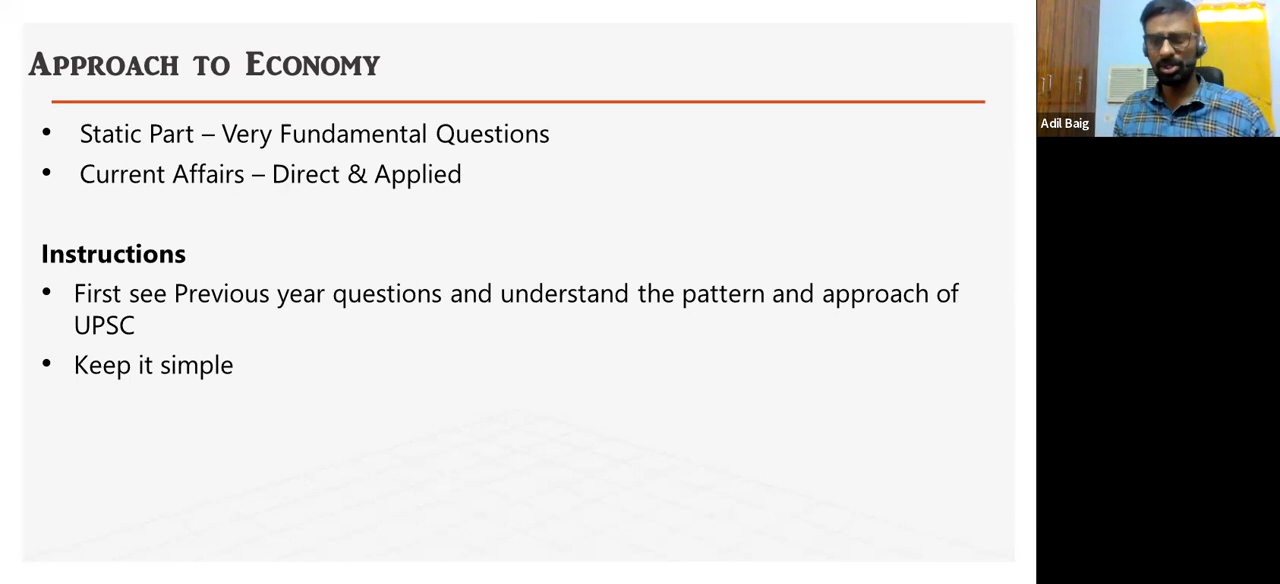 Approach to Economy
• Static Part – Very Fundamental Questions
• Current Affairs – Direct & Applied
Instructions
• First see Previous year questions and understand the pattern and approach of
UPSC
• Keep it simple
Adil Baig